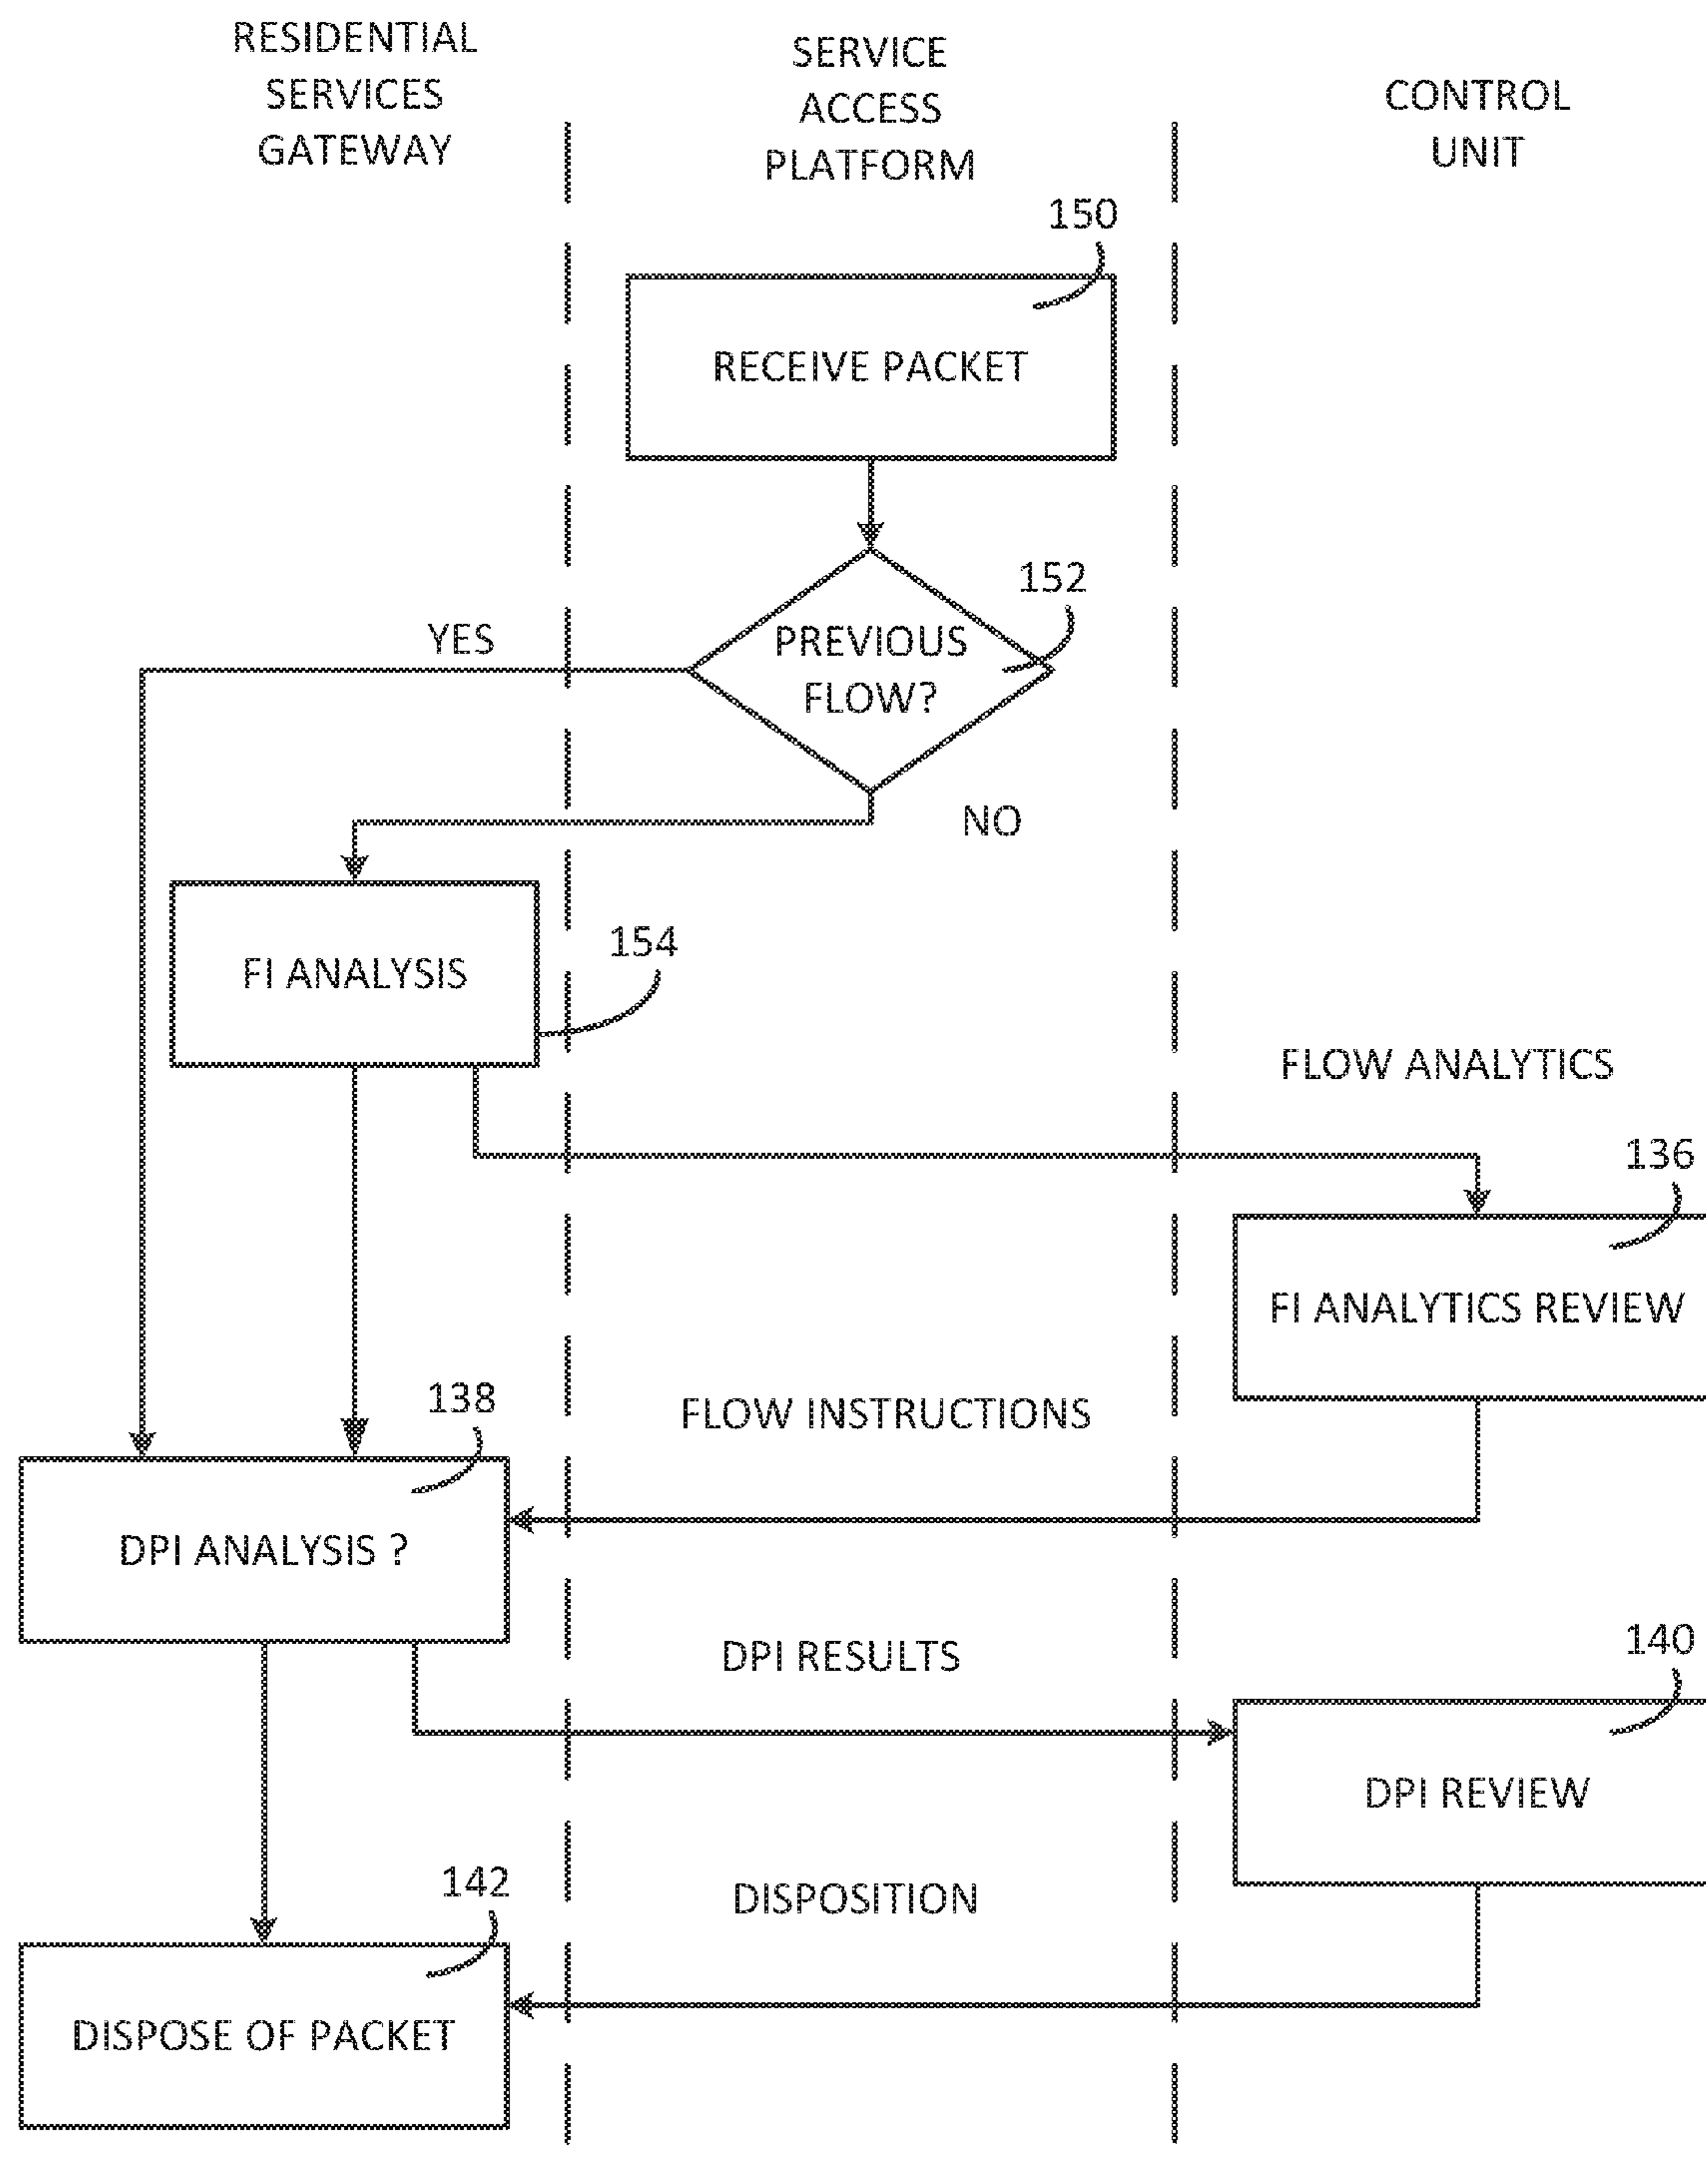 RESIDENTIAL
SERVICES
GATEWAY
SERVICE
ACCESS
PLATFORM
CONTROL
UNIT
150
RECEIVE PACKET
152
PREVIOUS
FLOW?
YES
NO
154
FI ANALYSIS
FLOW ANALYTICS
136
FI ANALYTICS REVIEW
138
FLOW INSTRUCTIONS
DPI ANALYSIS ?
DPI RESULTS
140
DPI REVIEW
142
DISPOSITION
DISPOSE OF PACKET